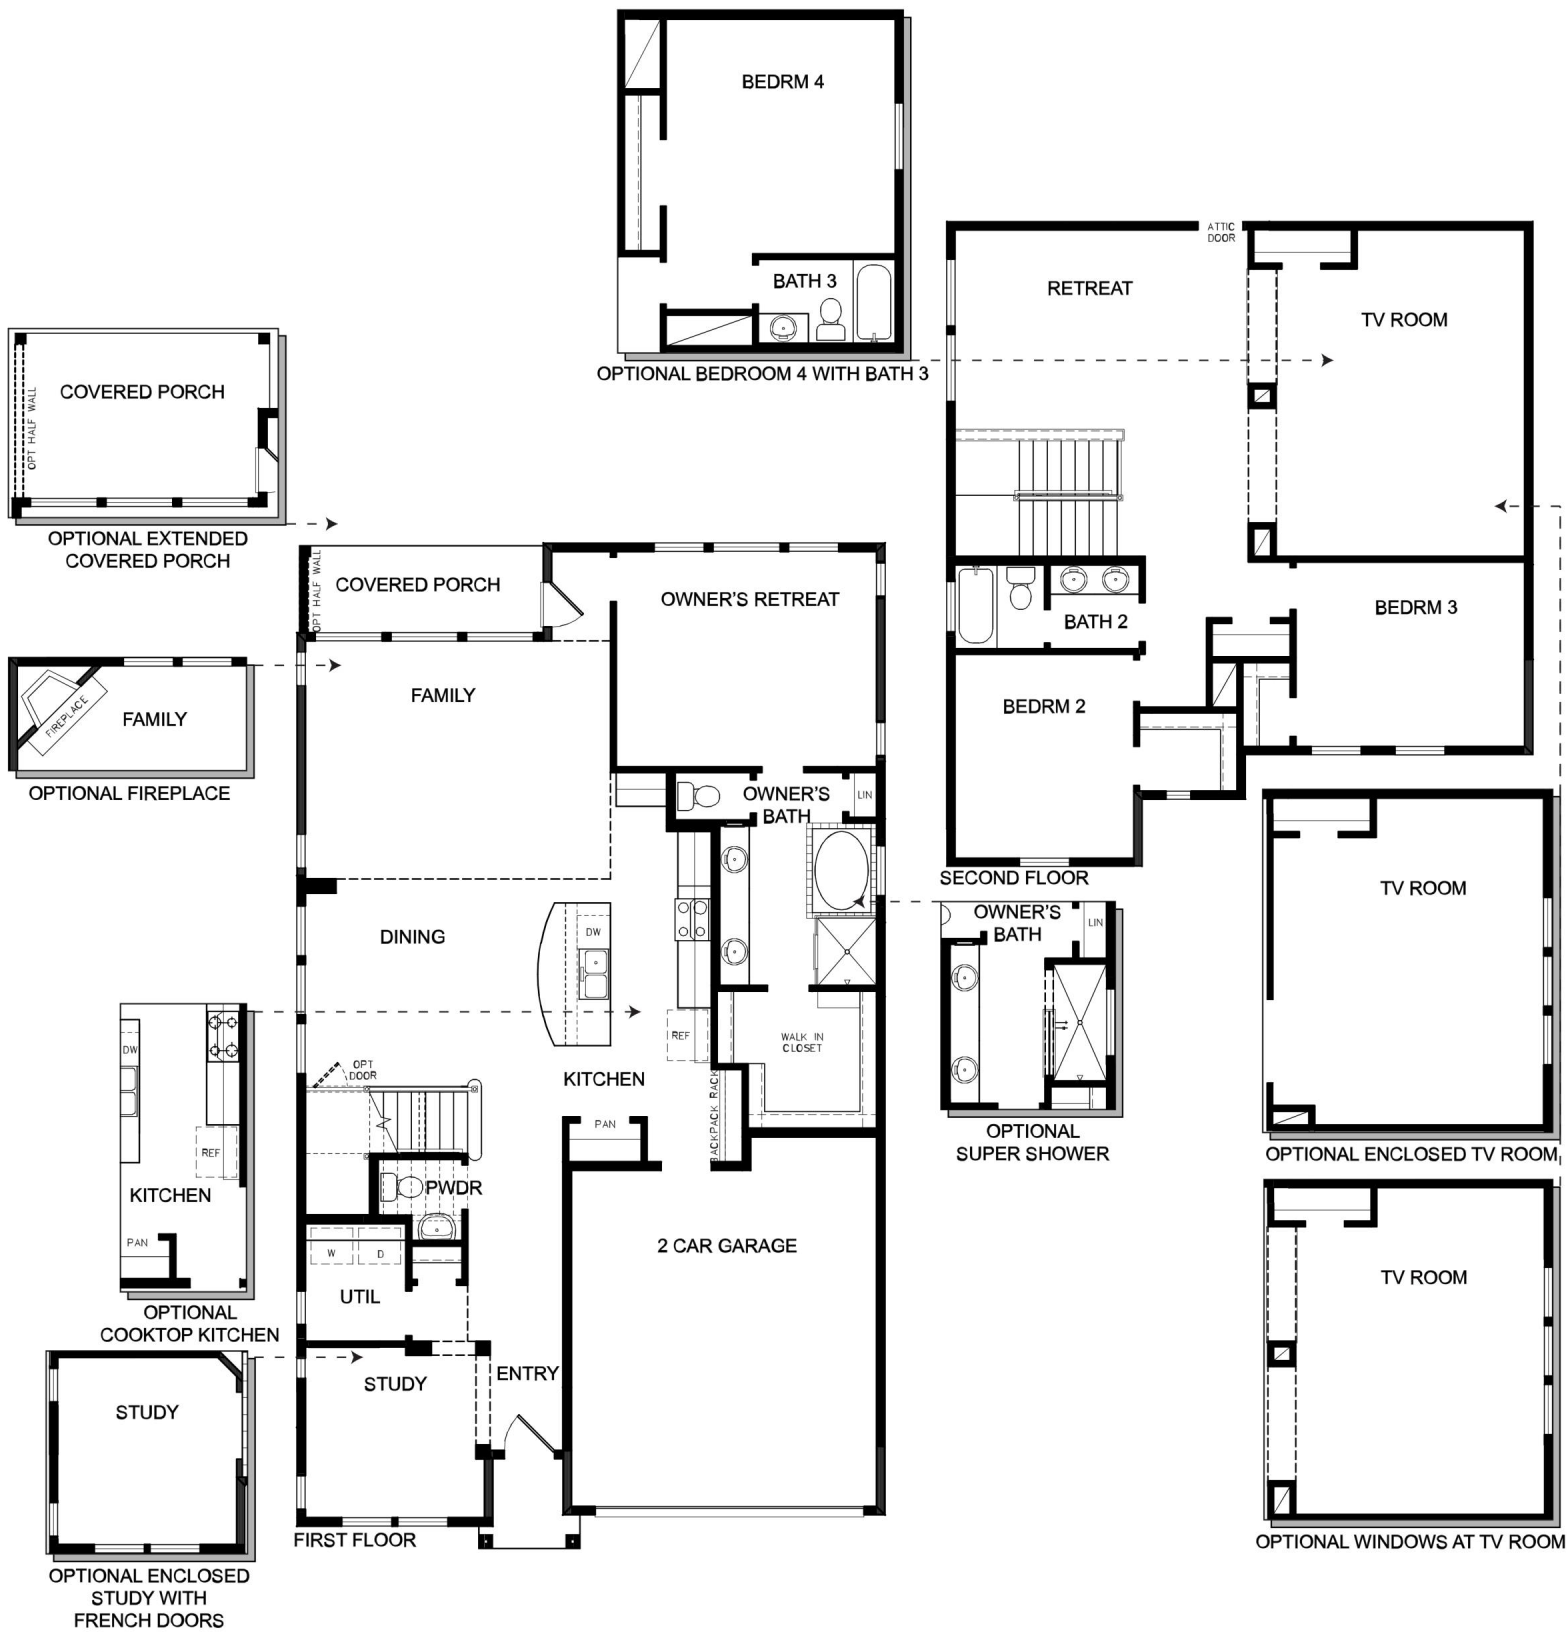 BEDRM 4
BATH 3
OPTIONAL BEDROOM 4 WITH BATH 3
ATTIC
DOOR
RETREAT
TV ROOM
BATH 2
BEDRM 3
BEDRM 2
SECOND FLOOR
COVERED PORCH
OPT HALF WALL
OPTIONAL EXTENDED
COVERED PORCH
FIREPLACE
FAMILY
OPTIONAL FIREPLACE
COVERED PORCH
OPT HALF WALL
OWNER'S RETREAT
FAMILY
OWNER'S
BATH
LIN
DINING
DW
REF
WALK IN
CLOSET
OPT
DOOR
KITCHEN
PAN
BACKPACK RACK
PWDR
2 CAR GARAGE
W
D
UTIL
ENTRY
STUDY
FIRST FLOOR
DW
REF
KITCHEN
PAN
OPTIONAL
COOKTOP KITCHEN
STUDY
OPTIONAL ENCLOSED
STUDY WITH
FRENCH DOORS
OWNER'S
BATH
LIN
OPTIONAL
SUPER SHOWER
TV ROOM
OPTIONAL ENCLOSED TV ROOM
TV ROOM
OPTIONAL WINDOWS AT TV ROOM